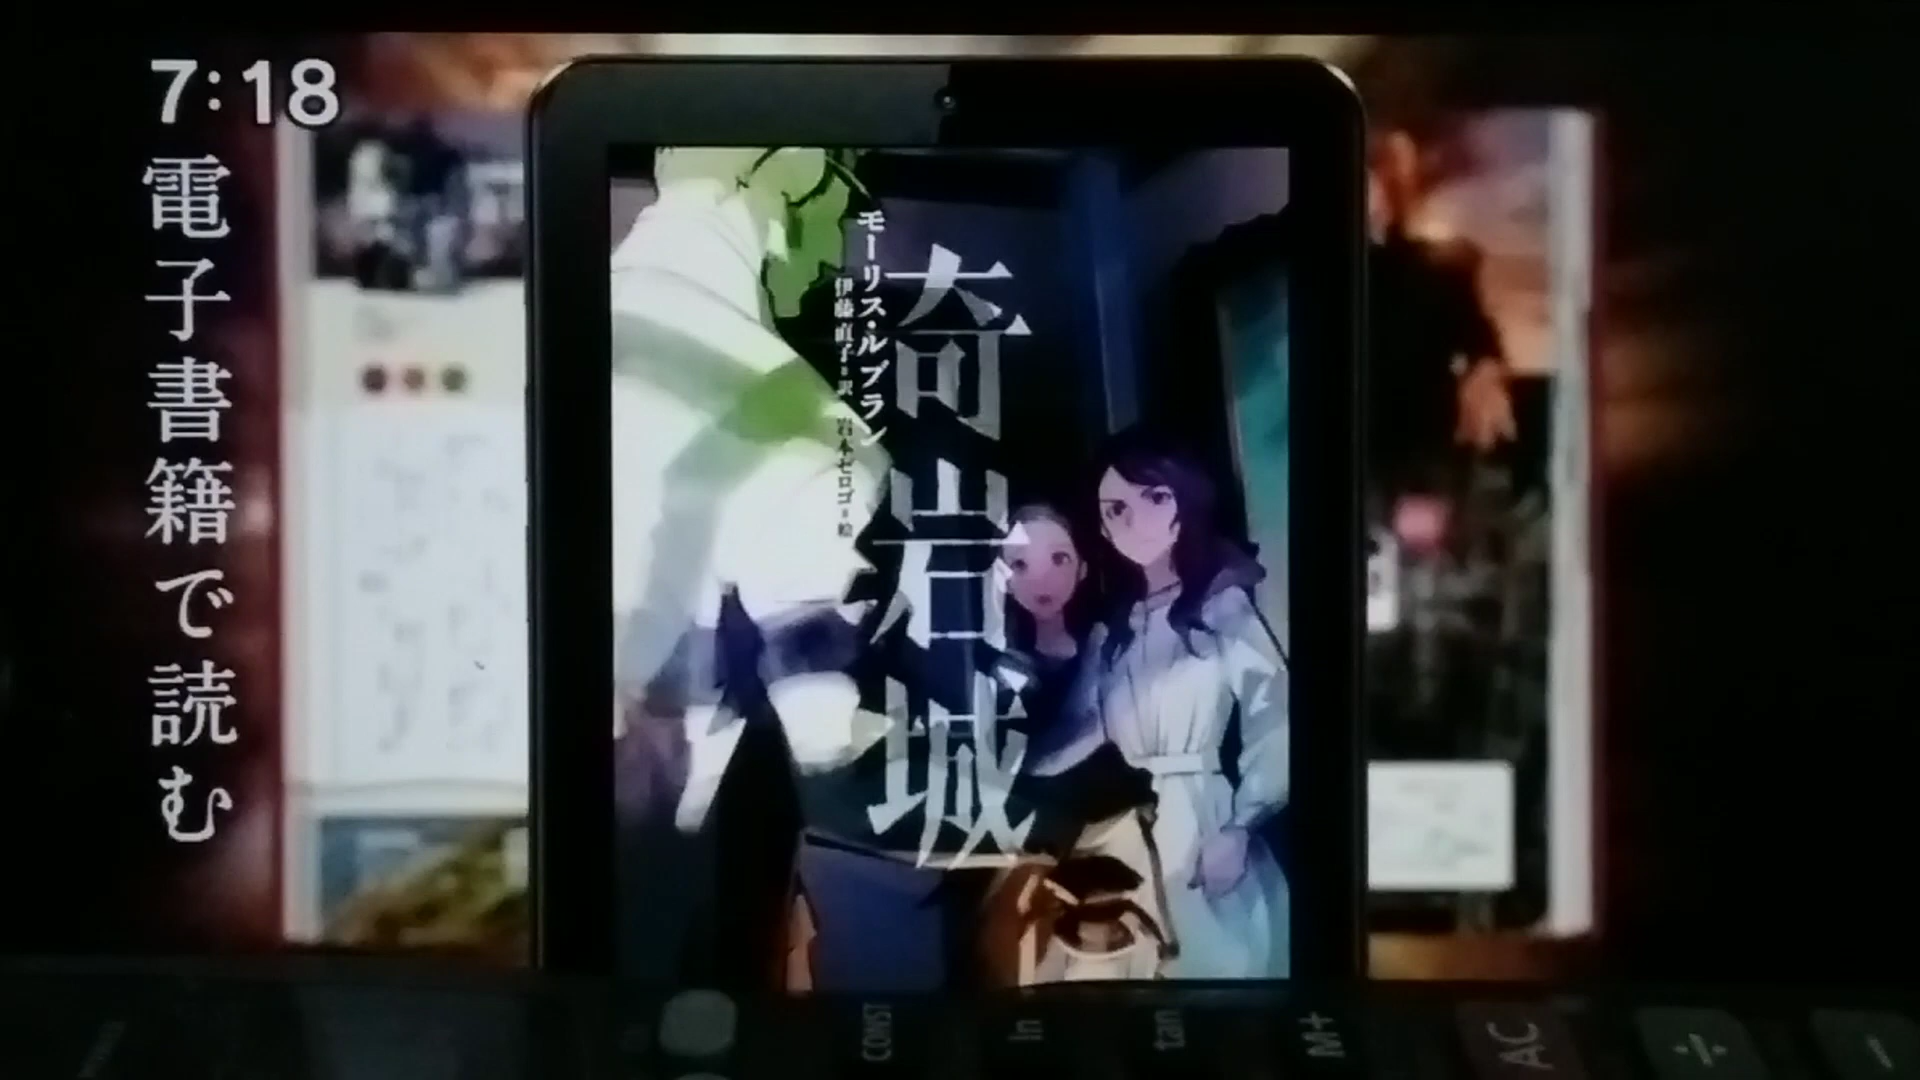 7:18
電子書籍で読む
奇岩城
モーリス・ルブラン
伊藤直子=訳 岩本ゼロゴ=絵
CONST
ln
tan
M+
AC
÷